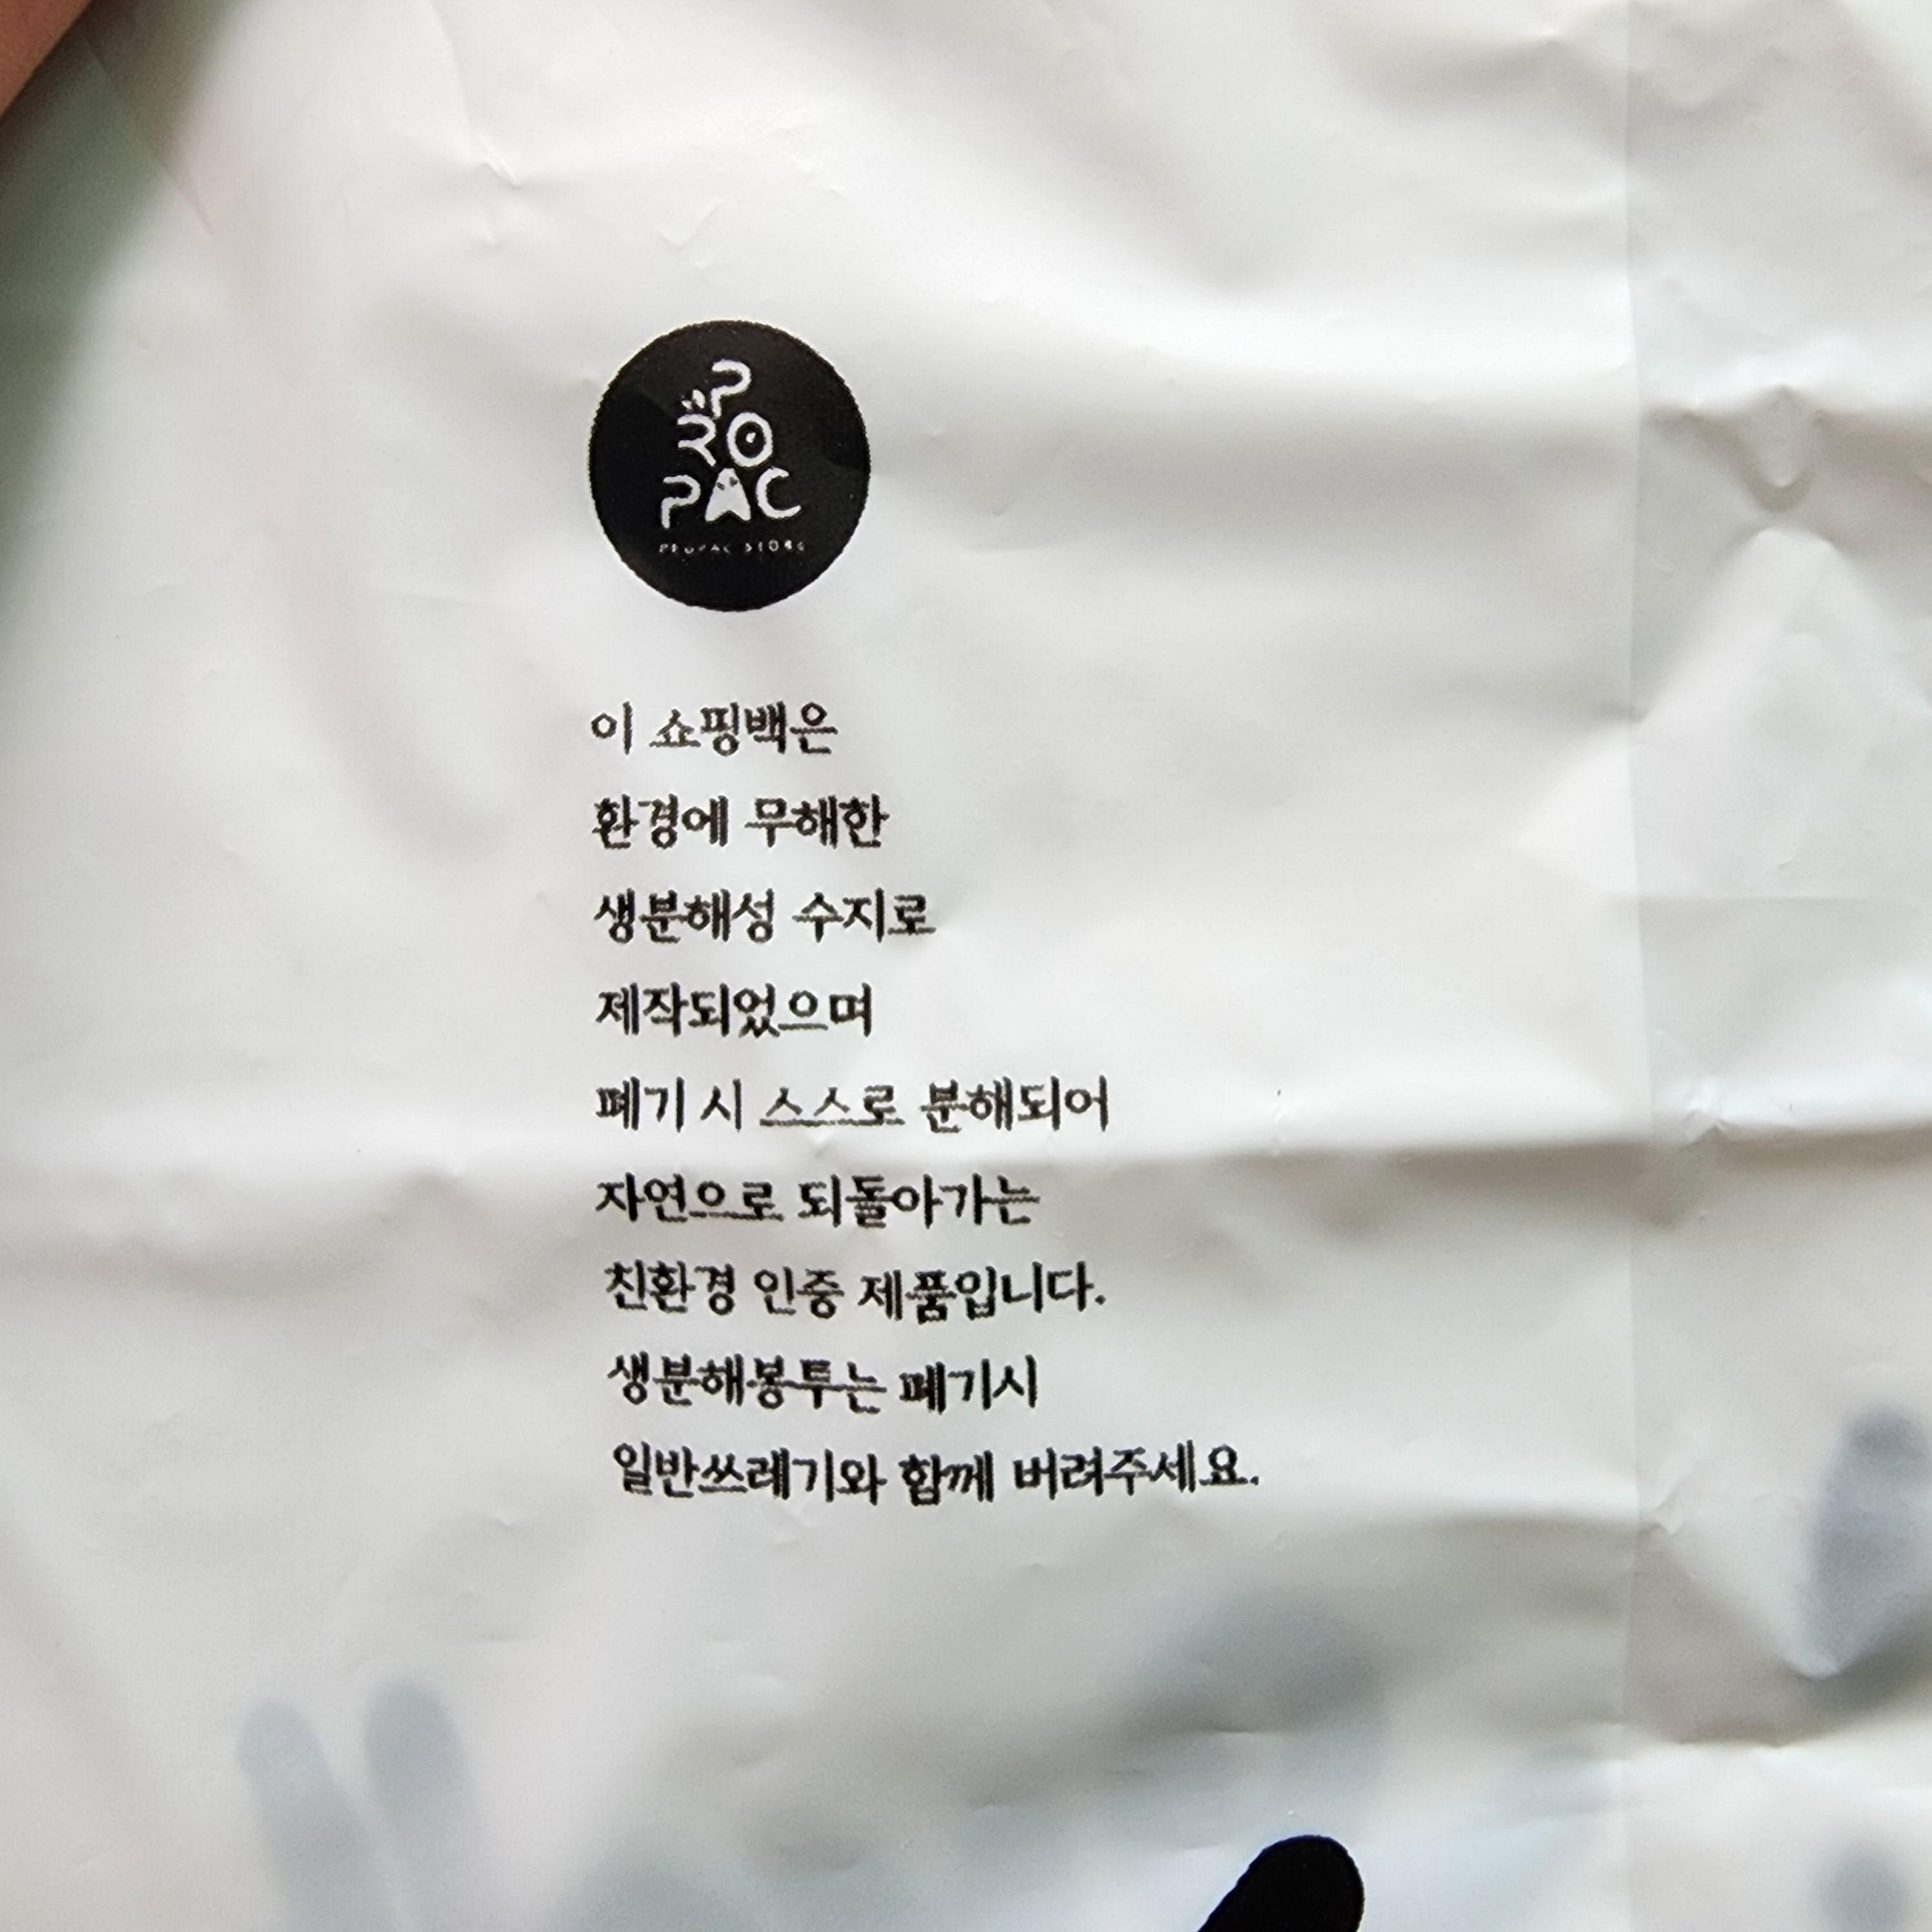 P
RO
PAC
PROPAC STORE
이 쇼핑백은
환경에 무해한
생분해성 수지로
제작되었으며
폐기 시 스스로 분해되어
자연으로 되돌아가는
친환경 인증 제품입니다.
생분해봉투는 폐기시
일반쓰레기와 함께 버려주세요.